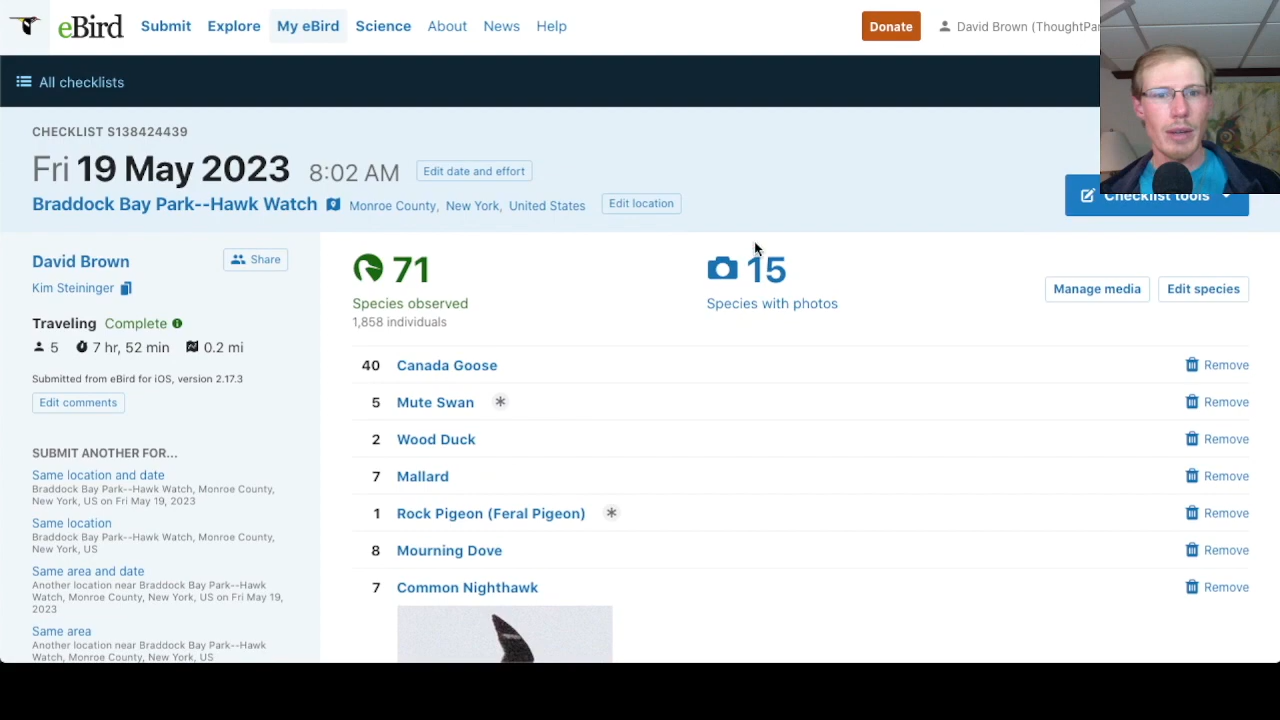 eBird Submit Explore My eBird Science About News Help Donate David Brown (ThoughtPar
All checklists
CHECKLIST S138424439
Fri 19 May 2023 8:02 AM Edit date and effort
Braddock Bay Park--Hawk Watch Monroe County, New York, United States Edit location
Checklist tools
David Brown Share
Kim Steininger
Traveling Complete
5 7 hr, 52 min 0.2 mi
Submitted from eBird for iOS, version 2.17.3
Edit comments
SUBMIT ANOTHER FOR...
Same location and date
Braddock Bay Park--Hawk Watch, Monroe County,
New York, US on Fri May 19, 2023
Same location
Braddock Bay Park--Hawk Watch, Monroe County,
New York, US
Same area and date
Another location near Braddock Bay Park--Hawk
Watch, Monroe County, New York, US on Fri May 19,
2023
Same area
Another location near Braddock Bay Park--Hawk
Watch, Monroe County, New York, US
71
Species observed
1,858 individuals
15
Species with photos
Manage media Edit species
40 Canada Goose Remove
5 Mute Swan * Remove
2 Wood Duck Remove
7 Mallard Remove
1 Rock Pigeon (Feral Pigeon) * Remove
8 Mourning Dove Remove
7 Common Nighthawk Remove